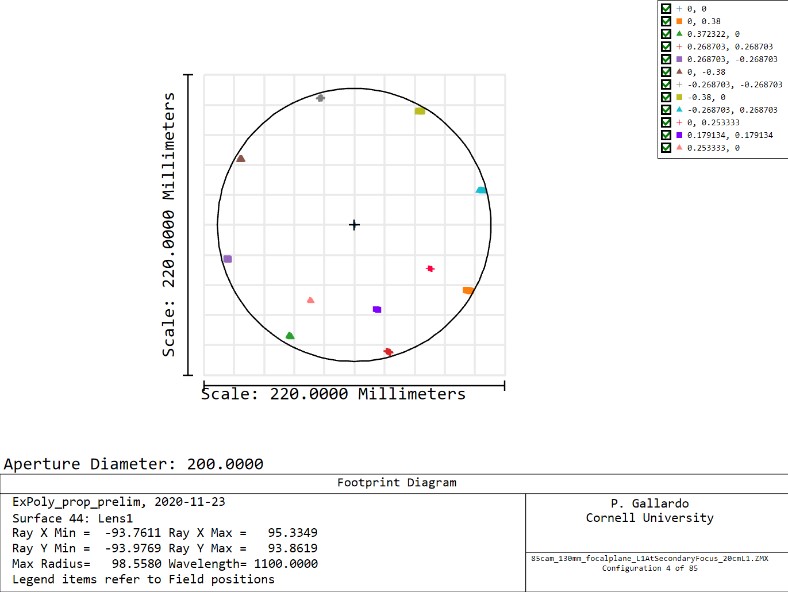 0, 0
0, 0.38
0.372322, 0
0.268703, 0.268703
0.268703, -0.268703
0, -0.38
-0.268703, -0.268703
-0.38, 0
-0.268703, 0.268703
0, 0.253333
0.179134, 0.179134
0.253333, 0
Scale: 220.0000 Millimeters
Scale: 220.0000 Millimeters
Aperture Diameter: 200.0000
Footprint Diagram
ExPoly_prop_prelim, 2020-11-23
Surface 44: Lens1
Ray X Min = -93.7611 Ray X Max = 95.3349
Ray Y Min = -93.9769 Ray Y Max = 93.8619
Max Radius= 98.5580 Wavelength= 1100.0000
Legend items refer to Field positions
P. Gallardo
Cornell University
85cam_130mm_focalplane_L1AtSecondaryFocus_20cmL1.ZMX
Configuration 4 of 85